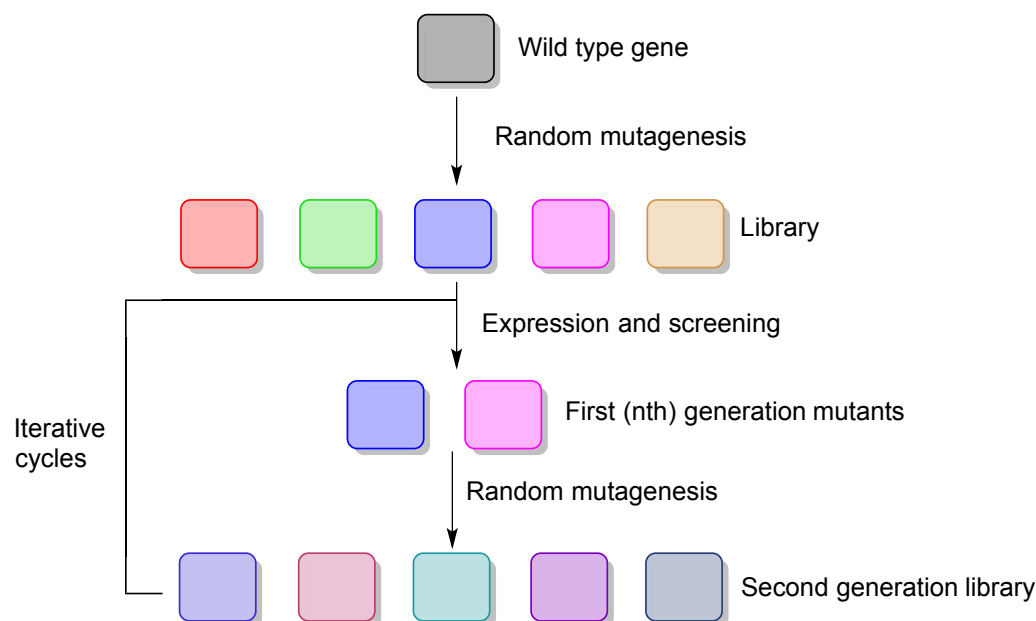 Wild type gene
Random mutagenesis
Library
Expression and screening
First (nth) generation mutants
Iterative
cycles
Random mutagenesis
Second generation library